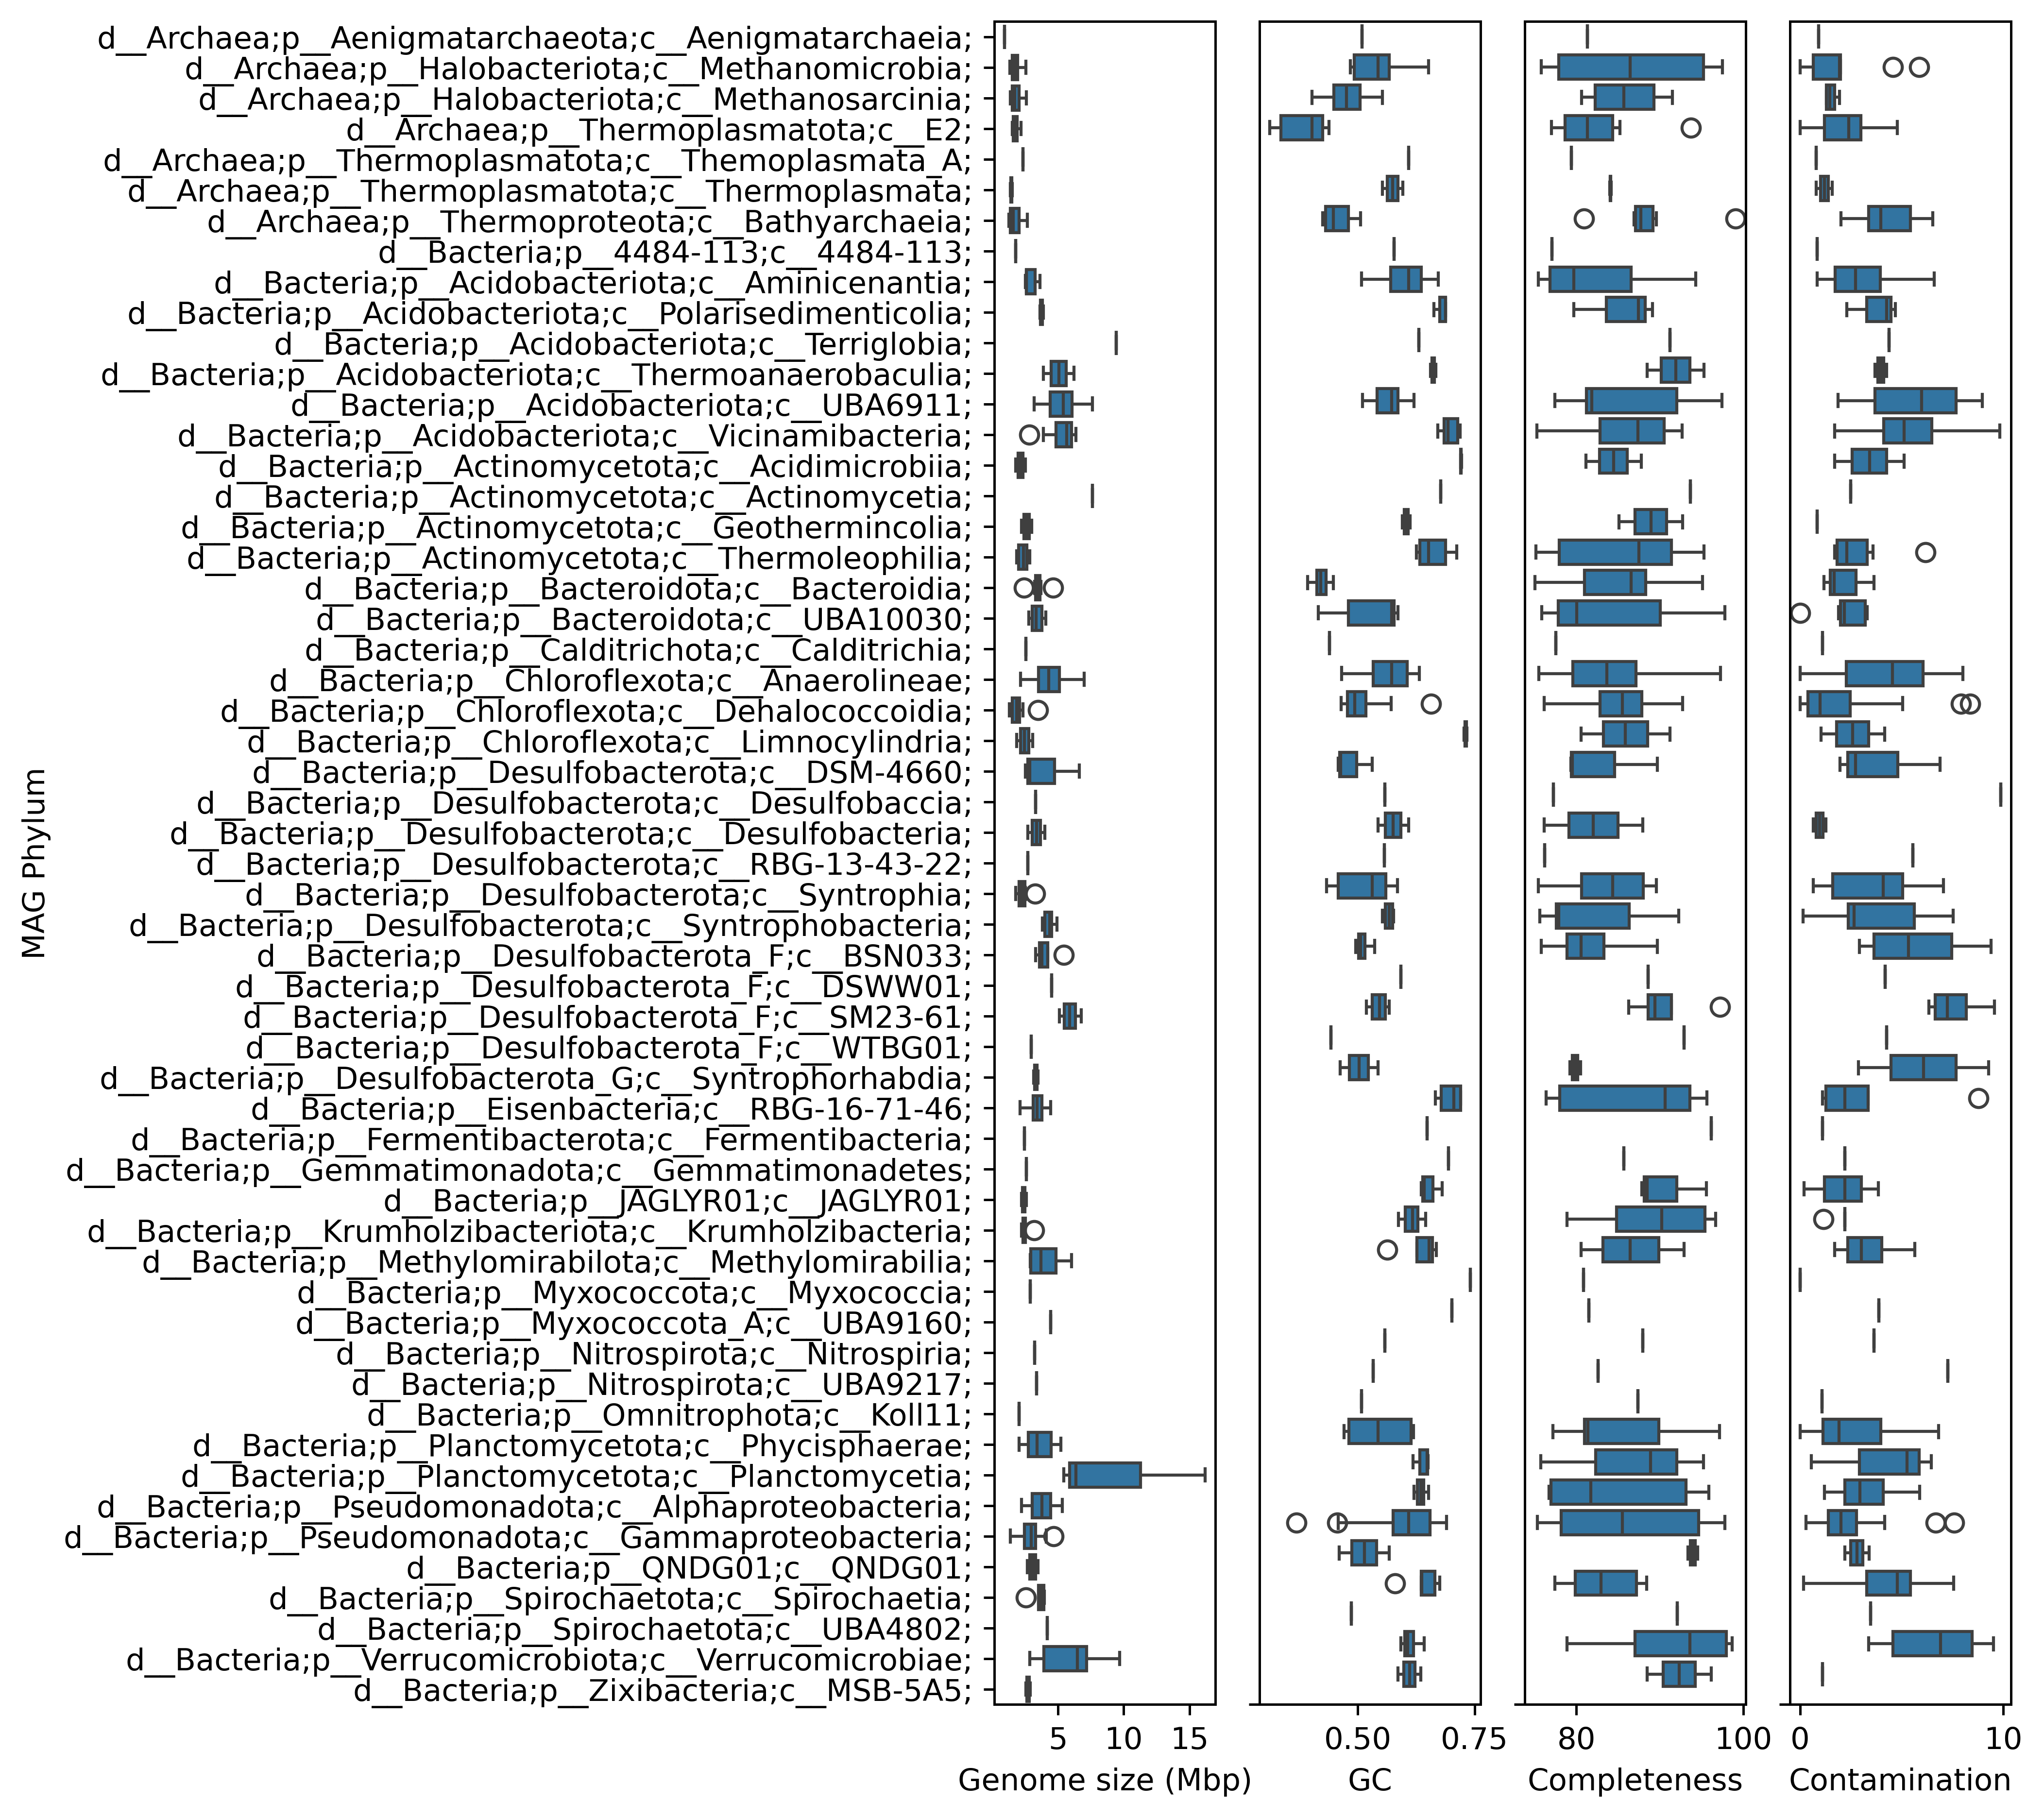 d__Archaea;p__Aenigmatarchaeota;c__Aenigmatarchaeia;
d__Archaea;p__Halobacteriota;c__Methanomicrobia;
d__Archaea;p__Halobacteriota;c__Methanosarcinia;
d__Archaea;p__Thermoplasmatota;c__E2;
d__Archaea;p__Thermoplasmatota;c__Themoplasmata_A;
d__Archaea;p__Thermoplasmatota;c__Thermoplasmata;
d__Archaea;p__Thermoproteota;c__Bathyarchaeia;
d__Bacteria;p__4484-113;c__4484-113;
d__Bacteria;p__Acidobacteriota;c__Aminicenantia;
d__Bacteria;p__Acidobacteriota;c__Polarisedimenticolia;
d__Bacteria;p__Acidobacteriota;c__Terriglobia;
d__Bacteria;p__Acidobacteriota;c__Thermoanaerobaculia;
d__Bacteria;p__Acidobacteriota;c__UBA6911;
d__Bacteria;p__Acidobacteriota;c__Vicinamibacteria;
d__Bacteria;p__Actinomycetota;c__Acidimicrobiia;
d__Bacteria;p__Actinomycetota;c__Actinomycetia;
d__Bacteria;p__Actinomycetota;c__Geothermincolia;
d__Bacteria;p__Actinomycetota;c__Thermoleophilia;
d__Bacteria;p__Bacteroidota;c__Bacteroidia;
d__Bacteria;p__Bacteroidota;c__UBA10030;
d__Bacteria;p__Calditrichota;c__Calditrichia;
d__Bacteria;p__Chloroflexota;c__Anaerolineae;
d__Bacteria;p__Chloroflexota;c__Dehalococcoidia;
d__Bacteria;p__Chloroflexota;c__Limnocylindria;
d__Bacteria;p__Desulfobacterota;c__DSM-4660;
d__Bacteria;p__Desulfobacterota;c__Desulfobaccia;
d__Bacteria;p__Desulfobacterota;c__Desulfobacteria;
d__Bacteria;p__Desulfobacterota;c__RBG-13-43-22;
d__Bacteria;p__Desulfobacterota;c__Syntrophia;
d__Bacteria;p__Desulfobacterota;c__Syntrophobacteria;
d__Bacteria;p__Desulfobacterota_F;c__BSN033;
d__Bacteria;p__Desulfobacterota_F;c__DSWW01;
d__Bacteria;p__Desulfobacterota_F;c__SM23-61;
d__Bacteria;p__Desulfobacterota_F;c__WTBG01;
d__Bacteria;p__Desulfobacterota_G;c__Syntrophorhabdia;
d__Bacteria;p__Eisenbacteria;c__RBG-16-71-46;
d__Bacteria;p__Fermentibacterota;c__Fermentibacteria;
d__Bacteria;p__Gemmatimonadota;c__Gemmatimonadetes;
d__Bacteria;p__JAGLYR01;c__JAGLYR01;
d__Bacteria;p__Krumholzibacteriota;c__Krumholzibacteria;
d__Bacteria;p__Methylomirabilota;c__Methylomirabilia;
d__Bacteria;p__Myxococcota;c__Myxococcia;
d__Bacteria;p__Myxococcota_A;c__UBA9160;
d__Bacteria;p__Nitrospirota;c__Nitrospiria;
d__Bacteria;p__Nitrospirota;c__UBA9217;
d__Bacteria;p__Omnitrophota;c__Koll11;
d__Bacteria;p__Planctomycetota;c__Phycisphaerae;
d__Bacteria;p__Planctomycetota;c__Planctomycetia;
d__Bacteria;p__Pseudomonadota;c__Alphaproteobacteria;
d__Bacteria;p__Pseudomonadota;c__Gammaproteobacteria;
d__Bacteria;p__QNDG01;c__QNDG01;
d__Bacteria;p__Spirochaetota;c__Spirochaetia;
d__Bacteria;p__Spirochaetota;c__UBA4802;
d__Bacteria;p__Verrucomicrobiota;c__Verrucomicrobiae;
d__Bacteria;p__Zixibacteria;c__MSB-5A5;
MAG Phylum
5 10 15
Genome size (Mbp)
0.50 0.75
GC
80 100
Completeness
0 10
Contamination